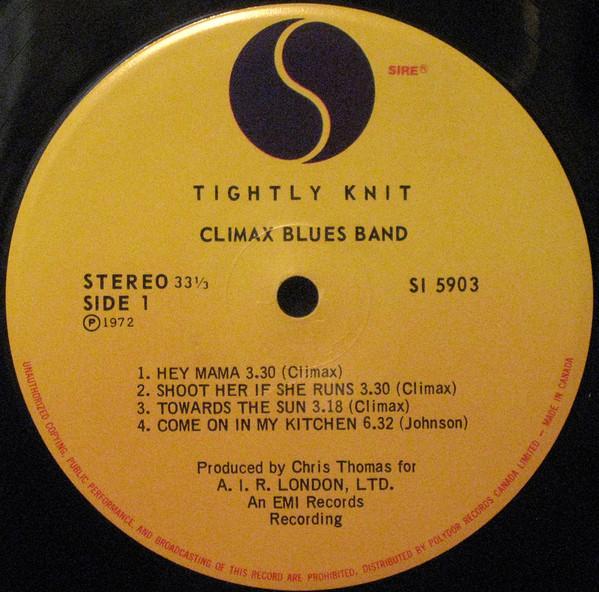 SIRE®
TIGHTLY KNIT
CLIMAX BLUES BAND
STEREO 33⅓
SIDE 1
℗1972
SI 5903
1. HEY MAMA 3.30 (Climax)
2. SHOOT HER IF SHE RUNS 3.30 (Climax)
3. TOWARDS THE SUN 3.18 (Climax)
4. COME ON IN MY KITCHEN 6.32 (Johnson)
Produced by Chris Thomas for
A. I. R. LONDON, LTD.
An EMI Records
Recording
UNAUTHORIZED COPYING, PUBLIC PERFORMANCE, AND BROADCASTING OF THIS RECORD ARE PROHIBITED, DISTRIBUTED BY POLYDOR RECORDS CANADA LIMITED – MADE IN CANADA